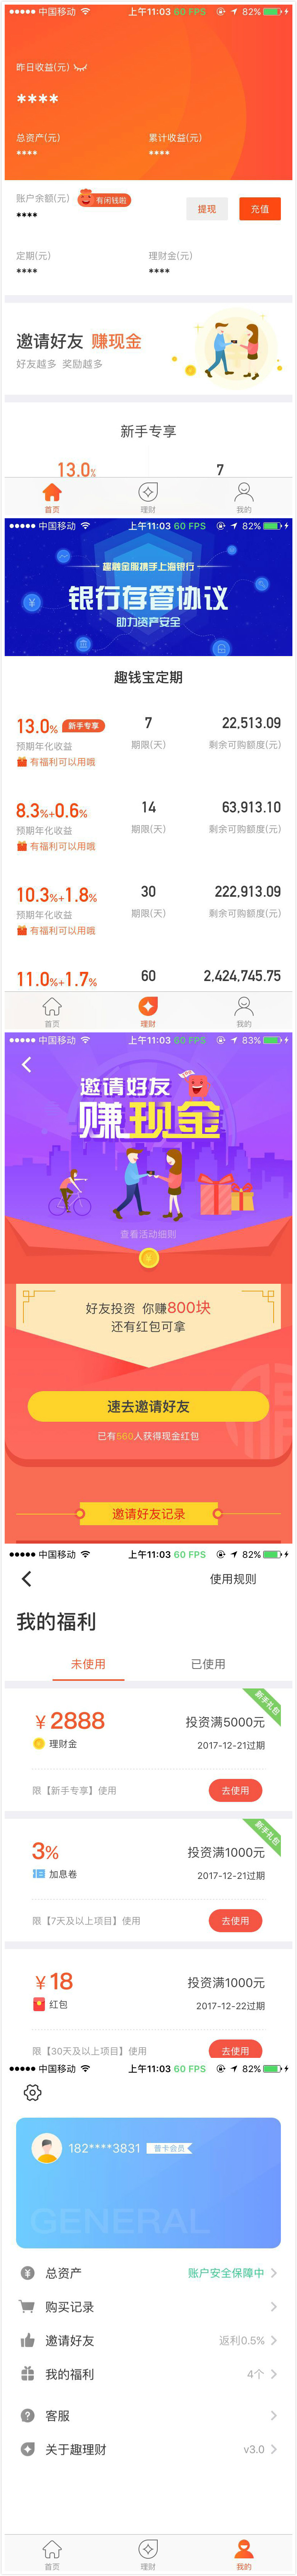 中国移动 上午11:03 60 FPS 82%
昨日收益(元)
****
总资产(元) 累计收益(元)
**** ****
账户余额(元) 有闲钱啦
**** 提现 充值
定期(元) 理财金(元)
**** ****
邀请好友 赚现金
好友越多 奖励越多
新手专享
13.0% 7
首页 理财 我的
中国移动 上午11:03 60 FPS 82%
趣融金服携手上海银行
银行存管协议
助力资产安全
趣钱宝定期
13.0% 新手专享 7 22,513.09
预期年化收益 期限(天) 剩余可购额度(元)
有福利可以用哦
8.3%+0.6% 14 63,913.10
预期年化收益 期限(天) 剩余可购额度(元)
有福利可以用哦
10.3%+1.8% 30 222,913.09
预期年化收益 期限(天) 剩余可购额度(元)
有福利可以用哦
11.0%+1.7% 60 2,424,745.75
首页 理财 我的
中国移动 上午11:03 60 FPS 83%
邀请好友
赚现金
查看活动细则
好友投资 你赚800块
还有红包可拿
速去邀请好友
已有560人获得现金红包
邀请好友记录
中国移动 上午11:03 60 FPS 82%
使用规则
我的福利
未使用 已使用
新手礼包
¥2888 投资满5000元
理财金 2017-12-21过期
限【新手专享】使用 去使用
新手礼包
3% 投资满1000元
加息卷 2017-12-21过期
限【7天及以上项目】使用 去使用
¥18 投资满1000元
红包 2017-12-22过期
限【30天及以上项目】使用 去使用
中国移动 上午11:03 60 FPS 82%
182****3831 普卡会员
GENERAL
总资产 账户安全保障中
购买记录
邀请好友 返利0.5%
我的福利 4个
客服
关于趣理财 v3.0
首页 理财 我的